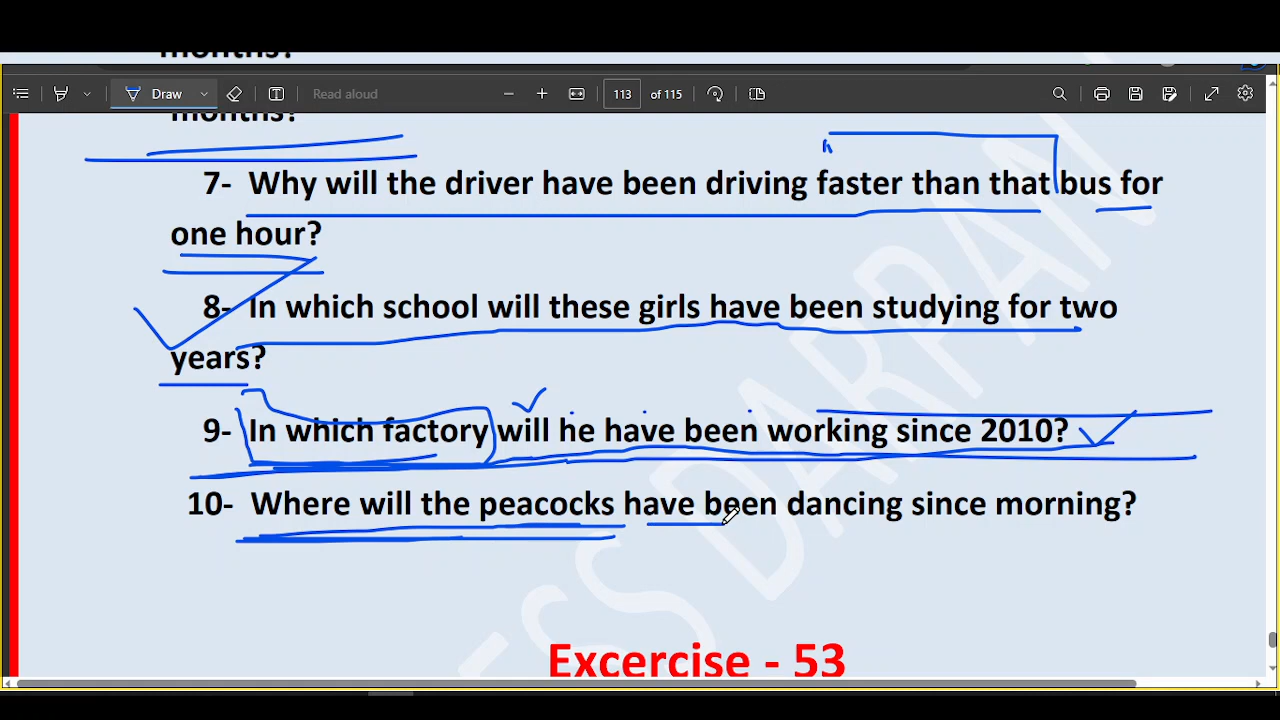 months?
Draw
Read aloud
113 of 115
months?
7- Why will the driver have been driving faster than that bus for
one hour?
8- In which school will these girls have been studying for two
years?
9- In which factory will he have been working since 2010?
10- Where will the peacocks have been dancing since morning?
ESS DARPAN
Excercise - 53